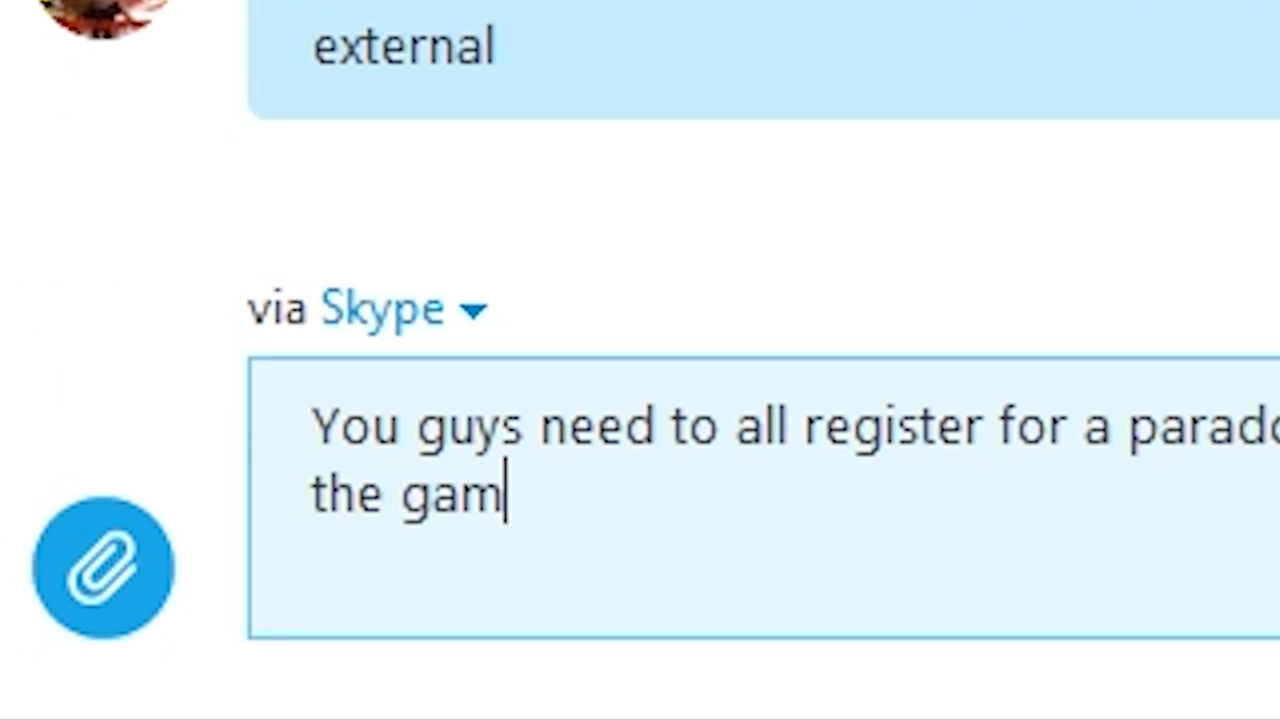 external
via Skype
You guys need to all register for a parado
the gam